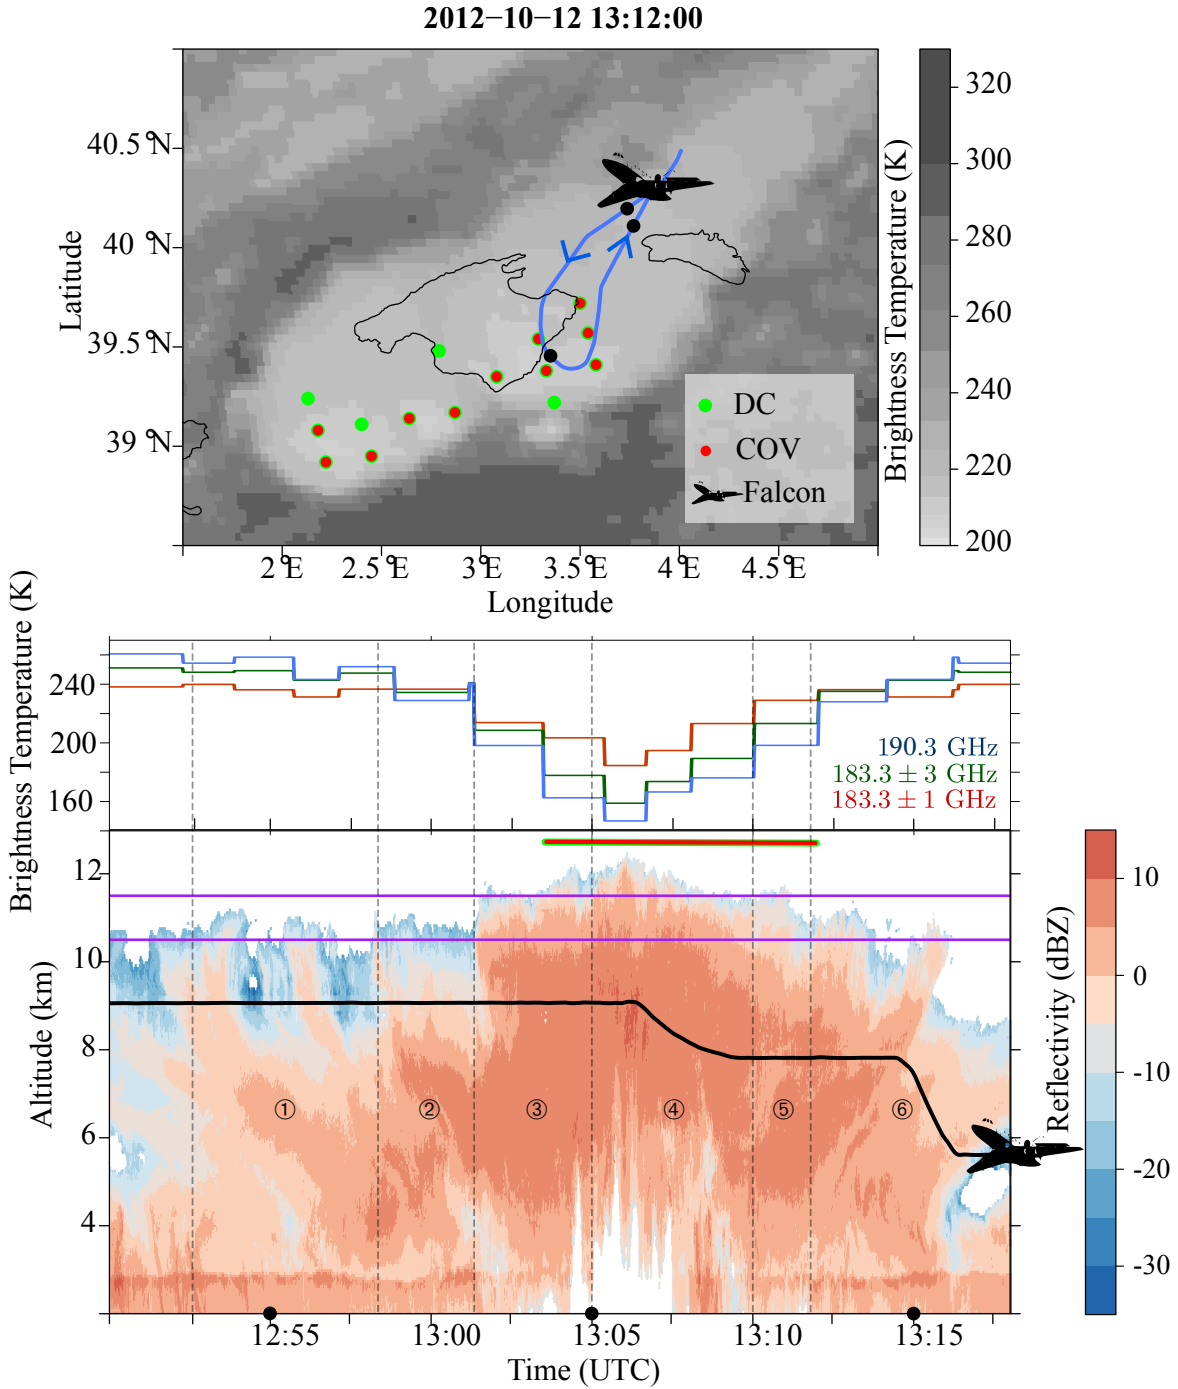 2012−10−12 13:12:00
40.5°N
40°N
39.5°N
39°N
Latitude
2°E 2.5°E 3°E 3.5°E 4°E 4.5°E
Longitude
DC
COV
Falcon
320
300
280
260
240
220
200
Brightness Temperature (K)
Brightness Temperature (K)
240
200
160
190.3 GHz
183.3 ± 3 GHz
183.3 ± 1 GHz
Altitude (km)
12
10
8
6
4
① ② ③ ④ ⑤ ⑥
12:55 13:00 13:05 13:10 13:15
Time (UTC)
Reflectivity (dBZ)
10
0
-10
-20
-30